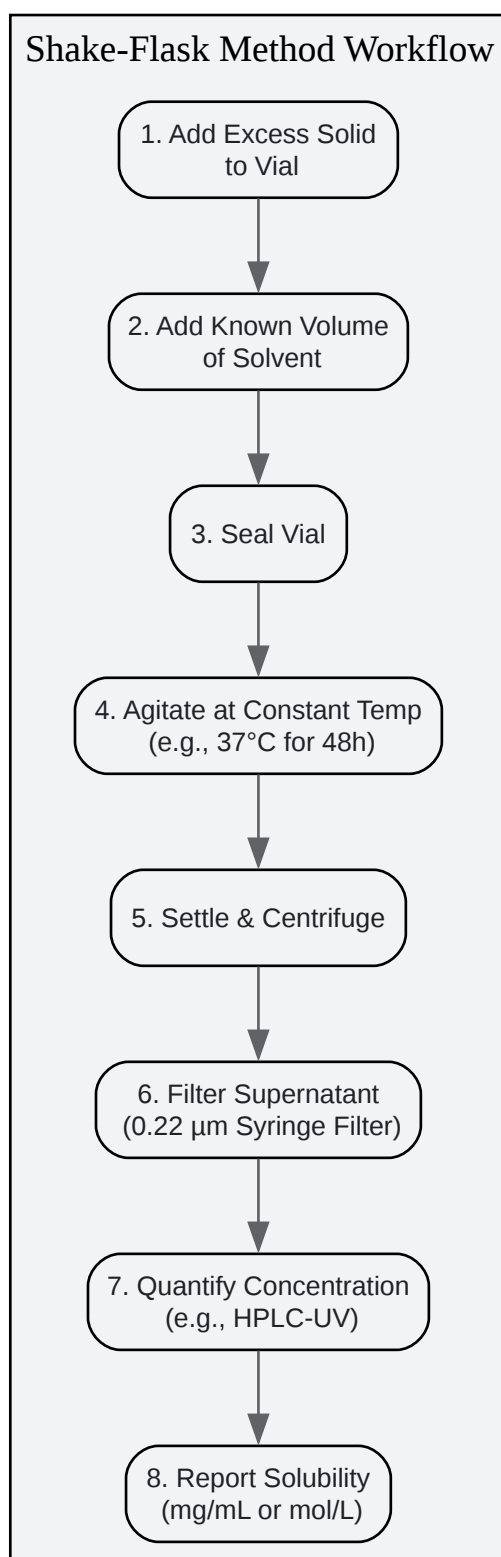 Shake-Flask Method Workflow
1. Add Excess Solid
to Vial
2. Add Known Volume
of Solvent
3. Seal Vial
4. Agitate at Constant Temp
(e.g., 37°C for 48h)
5. Settle & Centrifuge
6. Filter Supernatant
(0.22 µm Syringe Filter)
7. Quantify Concentration
(e.g., HPLC-UV)
8. Report Solubility
(mg/mL or mol/L)